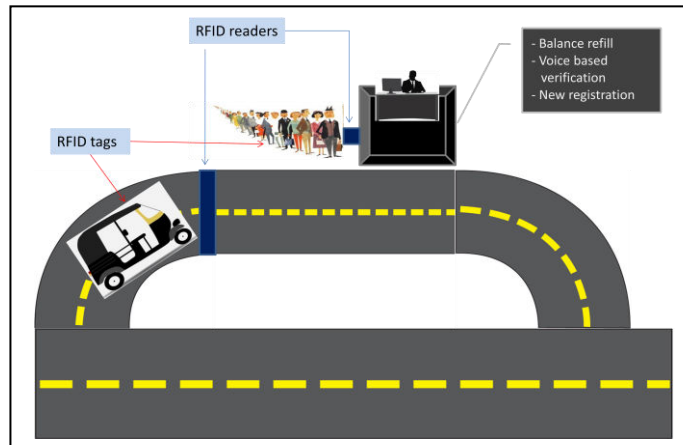 RFID readers
- Balance refill
- Voice based
verification
- New registration
RFID tags